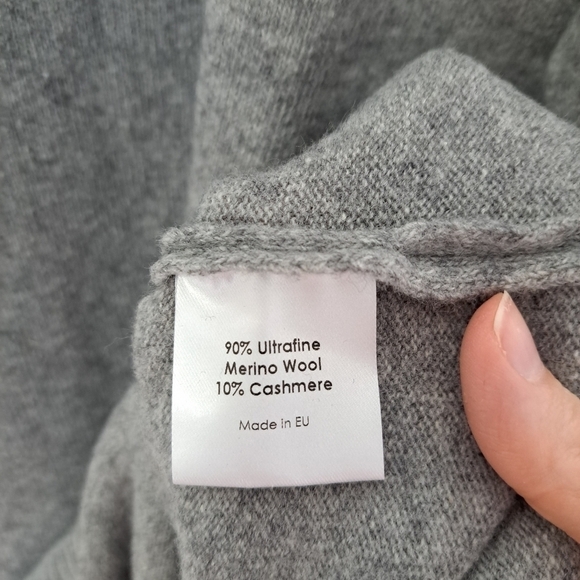 90% Ultrafine
Merino Wool
10% Cashmere
Made in EU